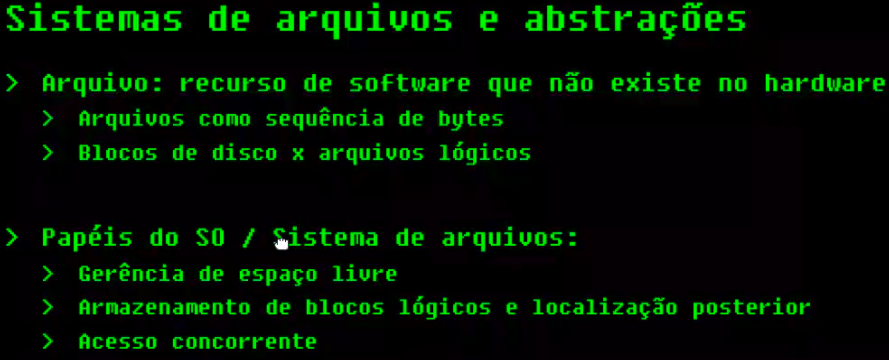 Sistemas de arquivos e abstrações
> Arquivo: recurso de software que não existe no hardware
> Arquivos como sequência de bytes
> Blocos de disco x arquivos lógicos
> Papéis do SO / Sistema de arquivos:
> Gerência de espaço livre
> Armazenamento de blocos lógicos e localização posterior
> Acesso concorrente